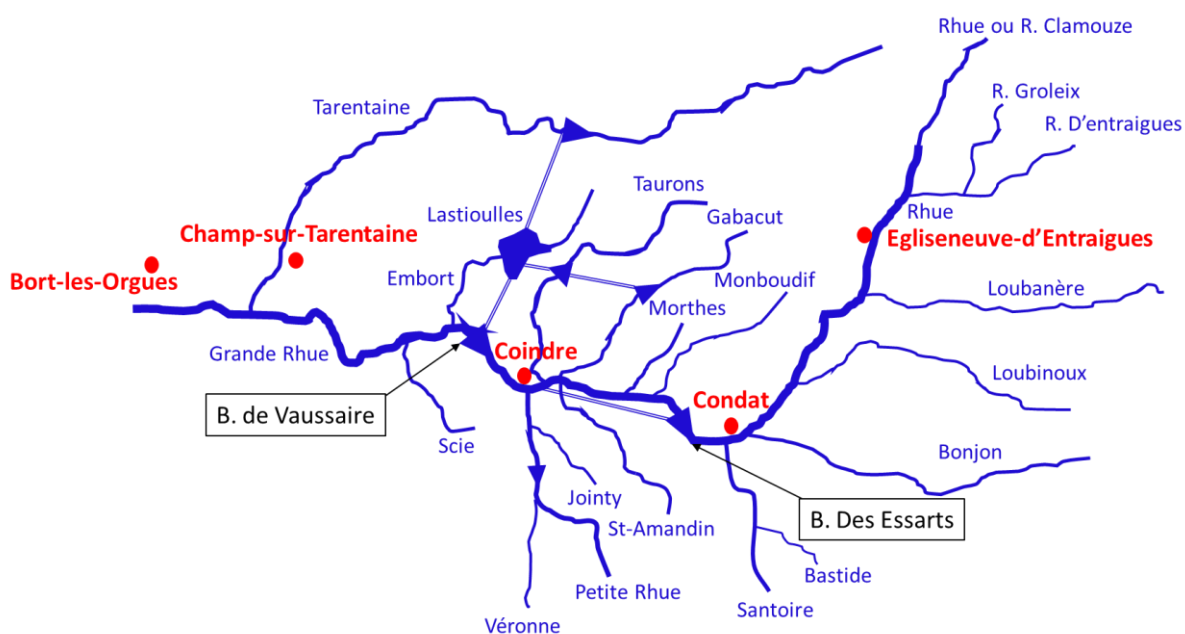 Rhue ou R. Clamouze
R. Groleix
Tarentaine
R. D'entraigues
Taurons
Lastioulles
Gabacut
Rhue
Champ-sur-Tarentaine
Egliseneuve-d'Entraigues
Bort-les-Orgues
Embort
Monboudif
Loubanère
Morthes
Grande Rhue
Coindre
Loubinoux
Condat
B. de Vaussaire
Scie
Bonjon
Jointy
B. Des Essarts
St-Amandin
Bastide
Petite Rhue
Santoire
Véronne